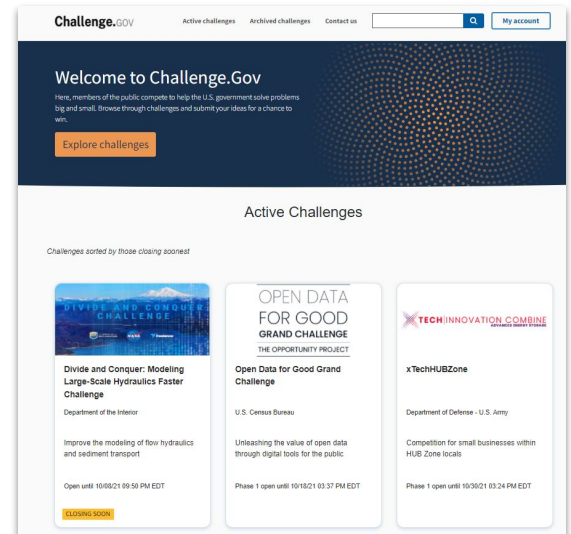 Challenge.GOV
Active challenges
Archived challenges
Contact us
My account
Welcome to Challenge.Gov
Here, members of the public compete to help the U.S. government solve problems
big and small. Browse through challenges and submit your ideas for a chance to
win.
Explore challenges
Active Challenges
Challenges sorted by those closing soonest
DIVIDE AND CONQUER
CHALLENGE
Divide and Conquer: Modeling
Large-Scale Hydraulics Faster
Challenge
Department of the Interior
Improve the modeling of flow hydraulics
and sediment transport
Open until 10/08/21 09:50 PM EDT
CLOSING SOON
OPEN DATA
FOR GOOD
GRAND CHALLENGE
THE OPPORTUNITY PROJECT
Open Data for Good Grand
Challenge
U.S. Census Bureau
Unleashing the value of open data
through digital tools for the public
Phase 1 open until 10/18/21 03:37 PM EDT
XTECH INNOVATION COMBINE
ADVANCED ENERGY STORAGE
xTechHUBZone
Department of Defense - U.S. Army
Competition for small businesses within
HUB Zone locals
Phase 1 open until 10/30/21 03:24 PM EDT